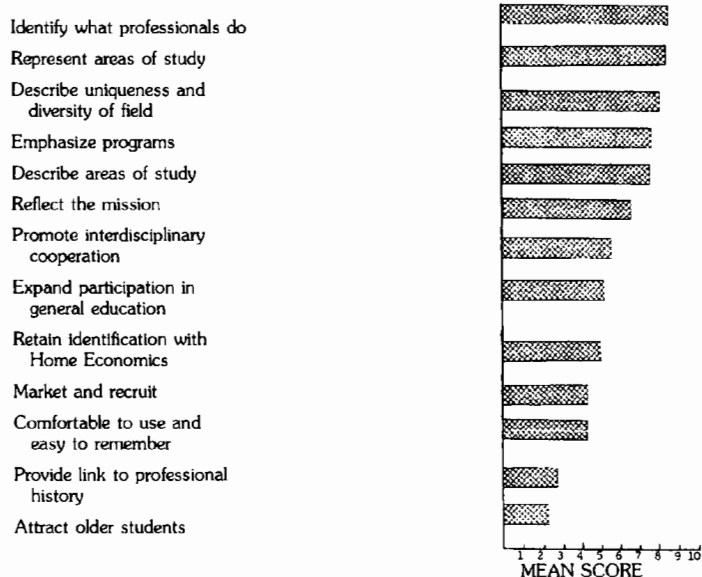 Identify what professionals do
Represent areas of study
Describe uniqueness and
diversity of field
Emphasize programs
Describe areas of study
Reflect the mission
Promote interdisciplinary
cooperation
Expand participation in
general education
Retain identification with
Home Economics
Market and recruit
Comfortable to use and
easy to remember
Provide link to professional
history
Attract older students
1 2 3 4 5 6 7 8 9 10
MEAN SCORE